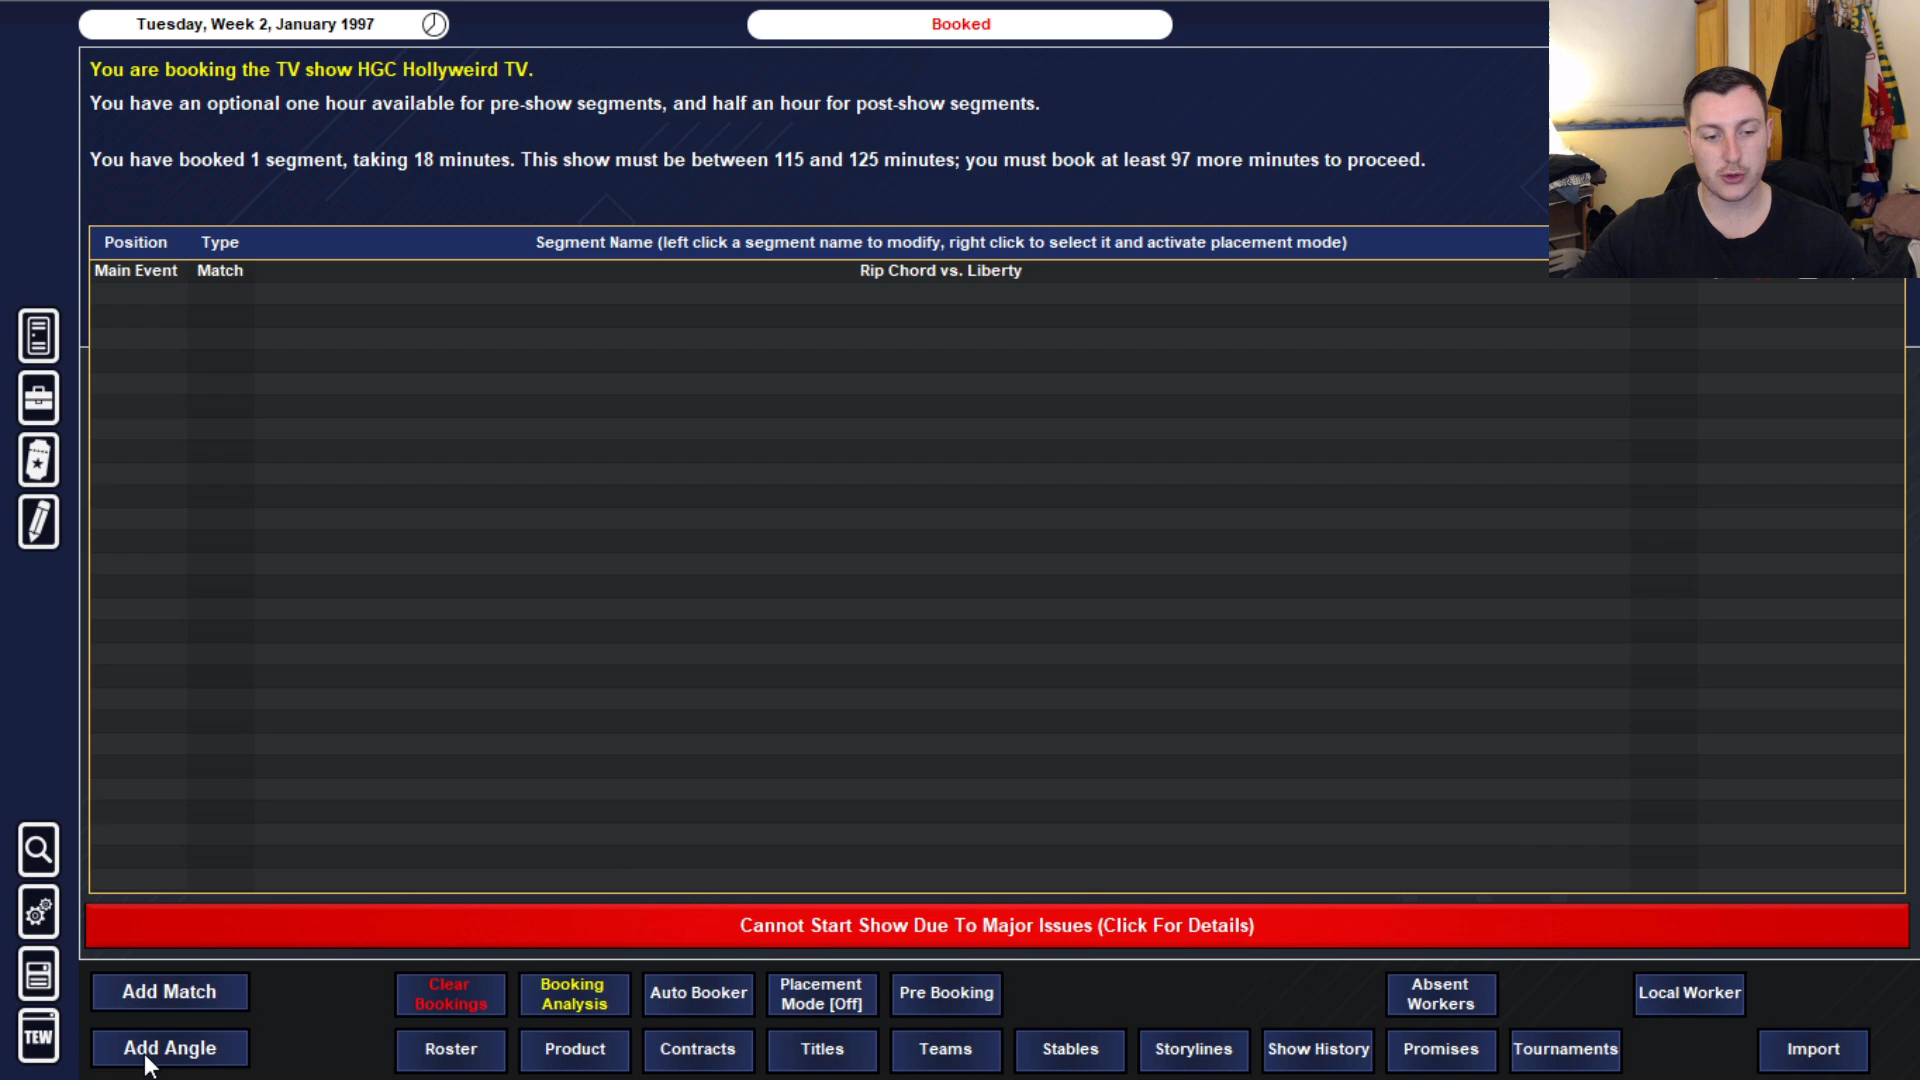 Tuesday, Week 2, January 1997
Booked
You are booking the TV show HGC Hollyweird TV.
You have an optional one hour available for pre-show segments, and half an hour for post-show segments.
You have booked 1 segment, taking 18 minutes. This show must be between 115 and 125 minutes; you must book at least 97 more minutes to proceed.
Position Type Segment Name (left click a segment name to modify, right click to select it and activate placement mode)
Main Event Match Rip Chord vs. Liberty
Cannot Start Show Due To Major Issues (Click For Details)
Add Match
Clear Bookings
Booking Analysis
Auto Booker
Placement Mode [Off]
Pre Booking
Absent Workers
Local Worker
TEW
Add Angle
Roster
Product
Contracts
Titles
Teams
Stables
Storylines
Show History
Promises
Tournaments
Import